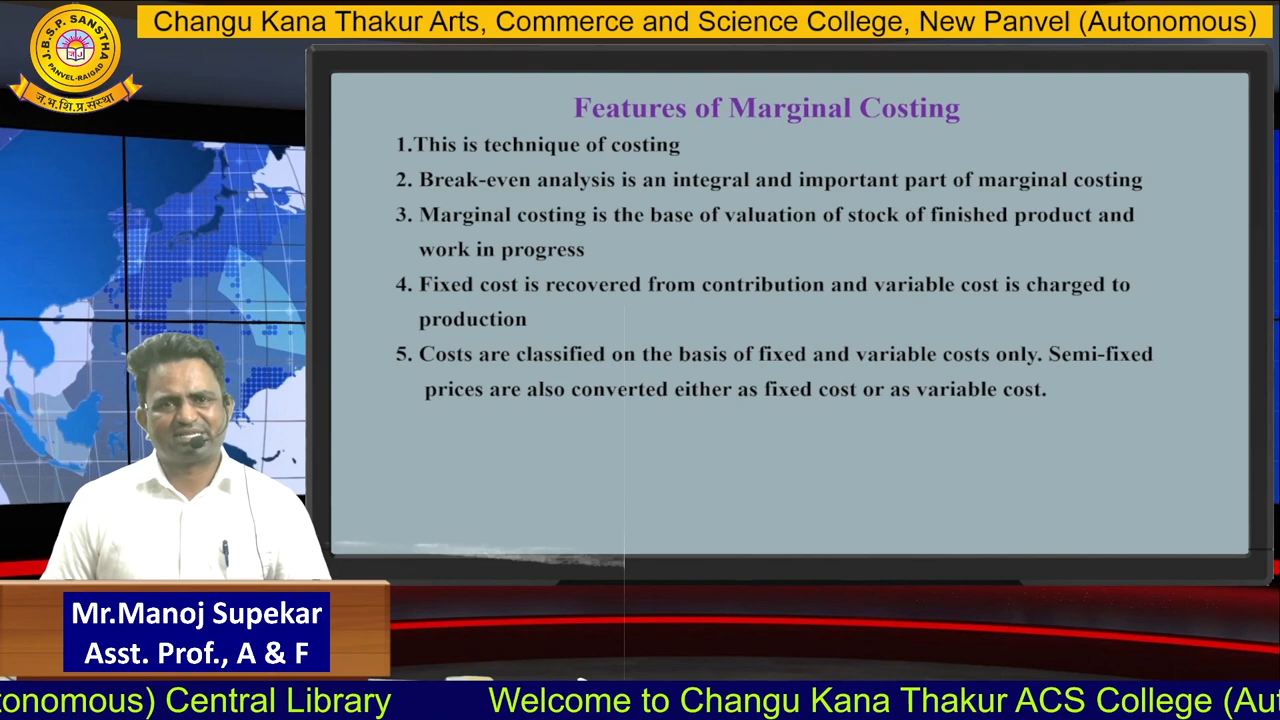 Changu Kana Thakur Arts, Commerce and Science College, New Panvel (Autonomous)
J.B.S.P. SANSTHA
PANVEL-RAIGAD
ज.भ.शि.प्र.संस्था
Features of Marginal Costing
1.This is technique of costing
2. Break-even analysis is an integral and important part of marginal costing
3. Marginal costing is the base of valuation of stock of finished product and
work in progress
4. Fixed cost is recovered from contribution and variable cost is charged to
production
5. Costs are classified on the basis of fixed and variable costs only. Semi-fixed
prices are also converted either as fixed cost or as variable cost.
Mr.Manoj Supekar
Asst. Prof., A & F
tonomous) Central Library Welcome to Changu Kana Thakur ACS College (Aut